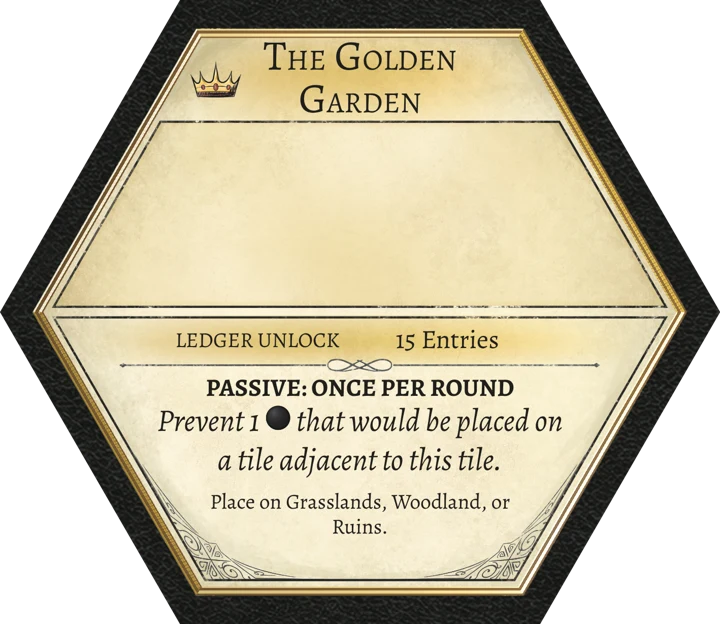 The Golden
Garden
LEDGER UNLOCK 15 Entries
PASSIVE: ONCE PER ROUND
Prevent 1 that would be placed on
a tile adjacent to this tile.
Place on Grasslands, Woodland, or
Ruins.